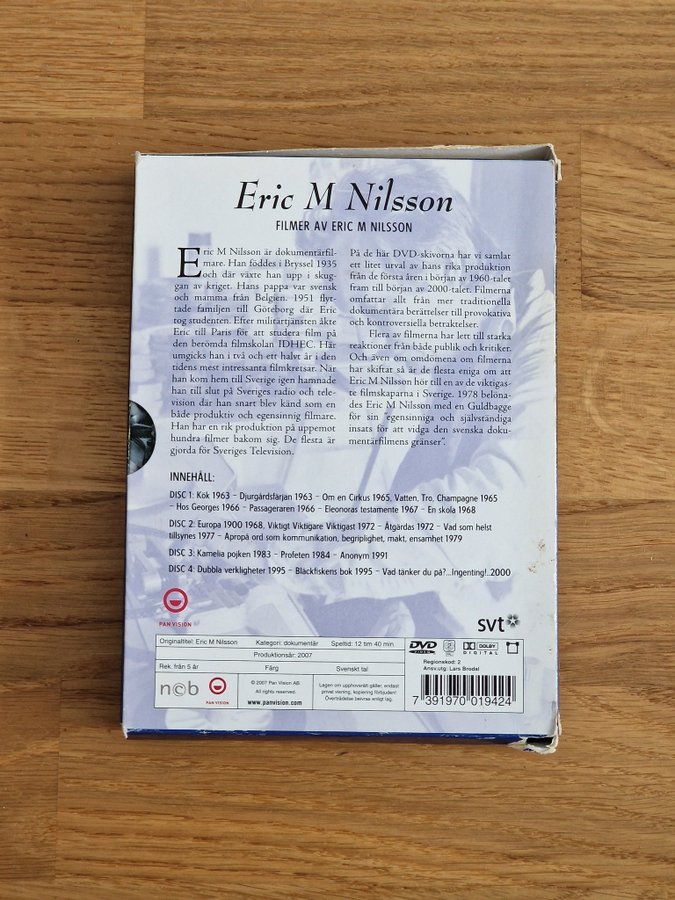 Eric M Nilsson
FILMER AV ERIC M NILSSON
Eric M Nilsson är dokumentärfil-
mare. Han föddes i Bryssel 1935
och där växte han upp i skug-
gan av kriget. Hans pappa var svensk
och mamma från Belgien. 1951 flyt-
tade familjen till Göteborg där Eric
tog studenten. Efter militärtjänsten åkte
Eric till Paris för att studera film på
den berömda filmskolan IDHEC. Här
umgicks han i två och ett halvt år i den
tidens mest intressanta filmkretsar. När
han kom hem till Sverige igen hamnade
han till slut på Sveriges radio och tele-
vision där han snart blev känd som en
både produktiv och egensinnig filmare.
Han har en rik produktion på uppemot
hundra filmer bakom sig. De flesta är
gjorda för Sveriges Television.
På de här DVD-skivorna har vi samlat
ett litet urval av hans rika produktion
från de första åren i början av 1960-talet
fram till början av 2000-talet. Filmerna
omfattar allt från mer traditionella
dokumentära berättelser till provokativa
och kontroversiella betraktelser.
Flera av filmerna har lett till starka
reaktioner från både publik och kritiker.
Och även om omdömena om filmerna
har skiftat så är de flesta eniga om att
Eric M Nilsson hör till en av de viktigas-
te filmskaparna i Sverige. 1978 belöna-
des Eric M Nilsson med en Guldbagge
för sin egensinniga och självständiga
insats för att vidga den svenska doku-
mentärfilmens gränser”.
INNEHÅLL:
DISC 1: Kök 1963 – Djurgårdsfärjan 1963 – Om en Cirkus 1965, Vatten, Tro, Champagne 1965
– Hos Georges 1966 – Passageraren 1966 – Eleonoras testamente 1967 – En skola 1968
DISC 2: Europa 1900 1968, Viktigt Viktigare Viktigast 1972 – Åtgärdas 1972 – Vad som helst
tillsynes 1977 – Apropå ord som kommunikation, begriplighet, makt, ensamhet 1979
DISC 3: Kamelia pojken 1983 – Profeten 1984 – Anonym 1991
DISC 4: Dubbla verkligheter 1995 – Bläckfiskens bok 1995 – Vad tänker du på?...Ingenting!..2000
PAN VISION
svt
Originaltitel: Eric M Nilsson Kategori: dokumentär Speltid: 12 tim 40 min
Produktionsår: 2007
Rek. från 5 år Färg Svenskt tal
ncb
PAN VISION
© 2007 Pan Vision AB.
All rights reserved.
www.panvision.com
Lagen om upphovsrätt gäller, endast
privat visning, kopiering förbjuden!
Överträdelse beivras enligt lag.
DVD VIDEO
2
DOLBY DIGITAL
Regionskod: 2
Ansv.utg: Lars Brodal
7 391970 019424